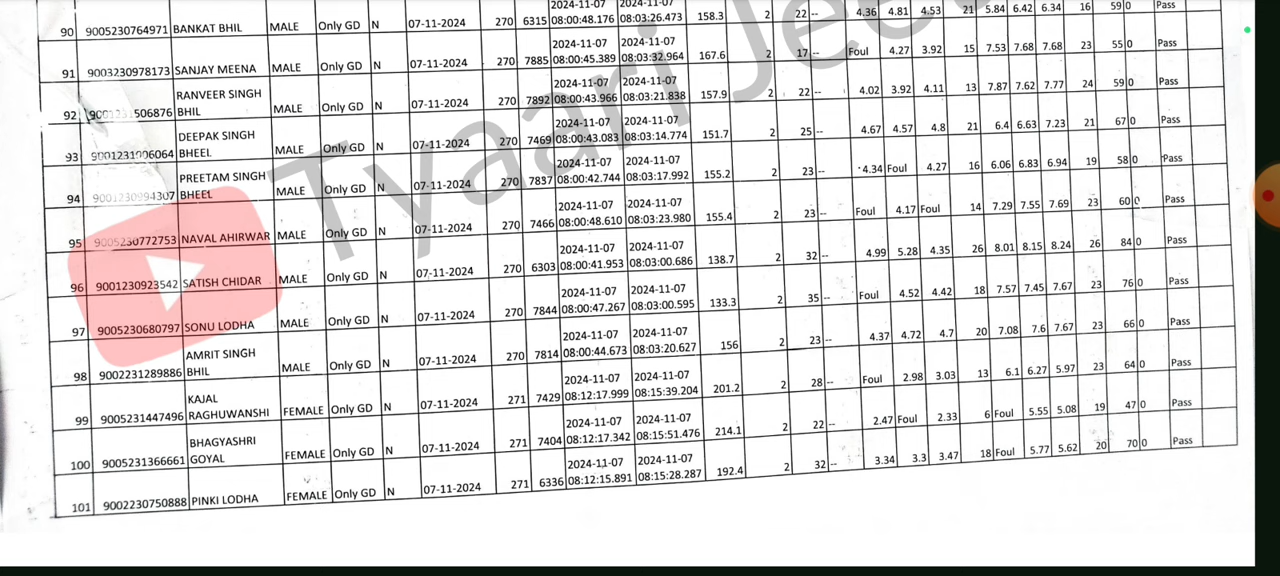 90 9005230764971 BANKAT BHIL MALE Only GD N 07-11-2024 270 6315 2024-11-07 08:00:48.176 08:03:26.473 158.3 2 22 -- 4.36 4.81 4.53 21 5.84 6.42 6.34 16 59 0 Pass
91 9003230978173 SANJAY MEENA MALE Only GD N 07-11-2024 270 7885 2024-11-07 08:00:45.389 2024-11-07 08:03:32.964 167.6 2 17 -- Foul 4.27 3.92 15 7.53 7.68 7.68 23 55 0 Pass
92 RANVEER SINGH BHIL MALE Only GD N 07-11-2024 270 7892 2024-11-07 08:00:43.966 2024-11-07 08:03:21.838 157.9 2 22 -- 4.02 3.92 4.11 13 7.87 7.62 7.77 24 59 0 Pass
93 9001231006064 DEEPAK SINGH BHEEL MALE Only GD N 07-11-2024 270 7469 2024-11-07 08:00:43.083 2024-11-07 08:03:14.774 151.7 2 25 -- 4.67 4.57 4.8 21 6.4 6.63 7.23 21 67 0 Pass
94 9001230994307 PREETAM SINGH BHEEL MALE Only GD N 07-11-2024 270 7837 2024-11-07 08:00:42.744 2024-11-07 08:03:17.992 155.2 2 23 -- 4.34 Foul 4.27 16 6.06 6.83 6.94 19 58 0 Pass
95 9005230772753 NAVAL AHIRWAR MALE Only GD N 07-11-2024 270 7466 2024-11-07 08:00:48.610 2024-11-07 08:03:23.980 155.4 2 23 -- Foul 4.17 Foul 14 7.29 7.55 7.69 23 60 0 Pass
96 9001230923542 SATISH CHIDAR MALE Only GD N 07-11-2024 270 6303 2024-11-07 08:00:41.953 2024-11-07 08:03:00.686 138.7 2 32 -- 4.99 5.28 4.35 26 8.01 8.15 8.24 26 84 0 Pass
97 9005230680797 SONU LODHA MALE Only GD N 07-11-2024 270 7844 2024-11-07 08:00:47.267 2024-11-07 08:03:00.595 133.3 2 35 -- Foul 4.52 4.42 18 7.57 7.45 7.67 23 76 0 Pass
98 9002231289886 AMRIT SINGH BHIL MALE Only GD N 07-11-2024 270 7814 2024-11-07 08:00:44.673 2024-11-07 08:03:20.627 156 2 23 -- 4.37 4.72 4.7 20 7.08 7.6 7.67 23 66 0 Pass
99 9005231447496 KAJAL RAGHUWANSHI FEMALE Only GD N 07-11-2024 271 7429 2024-11-07 08:12:17.999 2024-11-07 08:15:39.204 201.2 2 28 -- Foul 2.98 3.03 13 6.1 6.27 5.97 23 64 0 Pass
100 9005231366661 BHAGYASHRI GOYAL FEMALE Only GD N 07-11-2024 271 7404 2024-11-07 08:12:17.342 2024-11-07 08:15:51.476 214.1 2 22 -- 2.47 Foul 2.33 6 Foul 5.55 5.08 19 47 0 Pass
101 9002230750888 PINKI LODHA FEMALE Only GD N 07-11-2024 271 6336 2024-11-07 08:12:15.891 2024-11-07 08:15:28.287 192.4 2 32 -- 3.34 3.3 3.47 18 Foul 5.77 5.62 20 70 0 Pass
Tyaari Jee